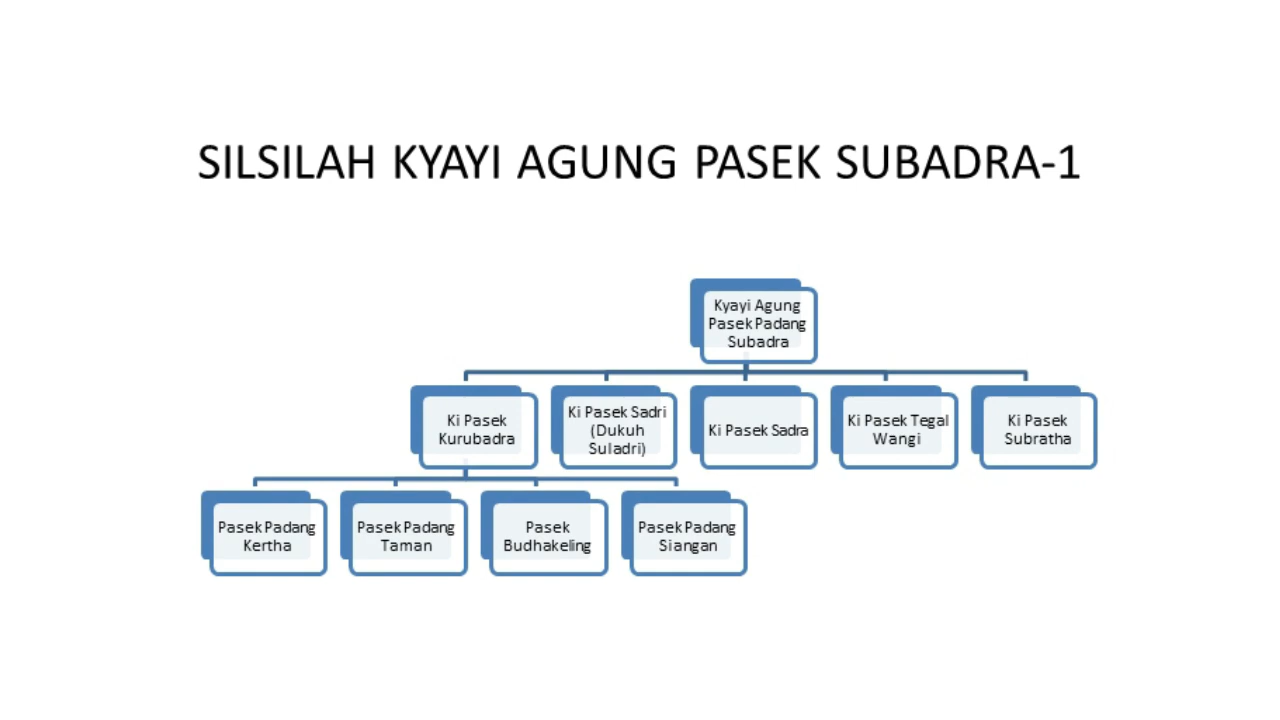 SILSILAH KYAYI AGUNG PASEK SUBADRA-1
Kyayi Agung
Pasek Padang
Subadra
Ki Pasek
Kurubadra
Ki Pasek Sadri
(Dukuh
Suladri)
Ki Pasek Sadra
Ki Pasek Tegal
Wangi
Ki Pasek
Subratha
Pasek Padang
Kertha
Pasek Padang
Taman
Pasek
Budhakeling
Pasek Padang
Siangan